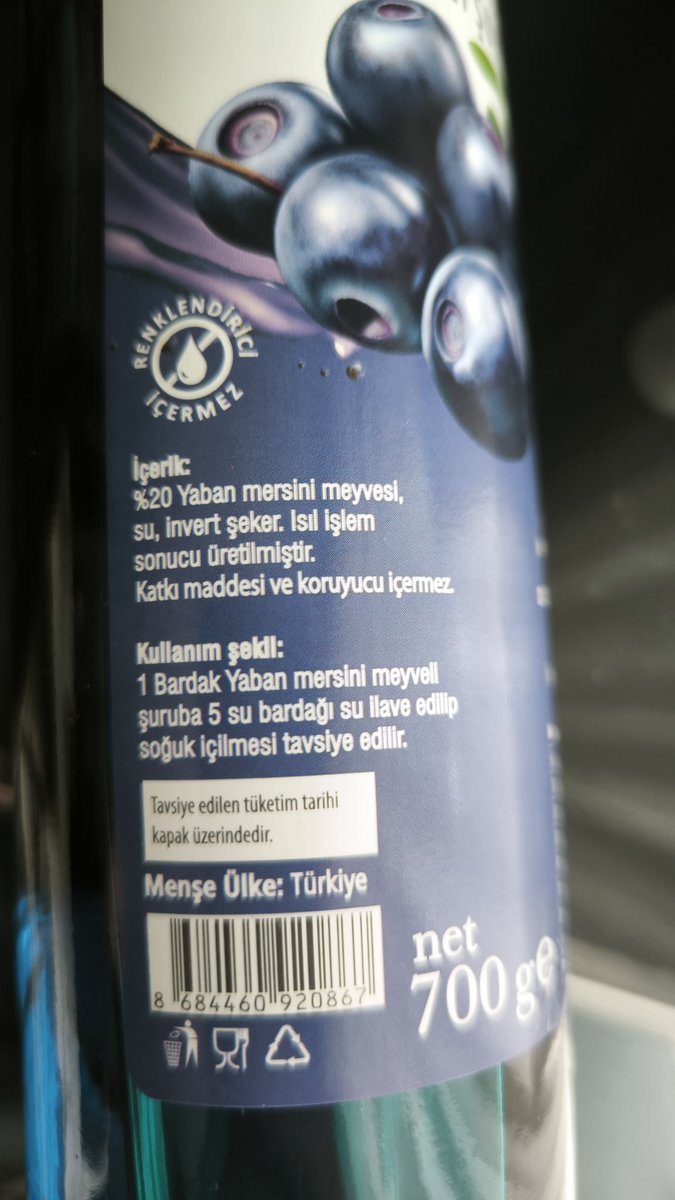 RENKLENDİRİCİ
İÇERMEZ
İçerik:
%20 Yaban mersini meyvesi,
su, invert şeker. Isıl işlem
sonucu üretilmiştir.
Katkı maddesi ve koruyucu içermez.
Kullanım şekli:
1 Bardak Yaban mersini meyveli
şuruba 5 su bardağı su ilave edilip
soğuk içilmesi tavsiye edilir.
Tavsiye edilen tüketim tarihi
kapak üzerindedir.
Menşe Ülke: Türkiye
8 684460 920867
net
700 g e